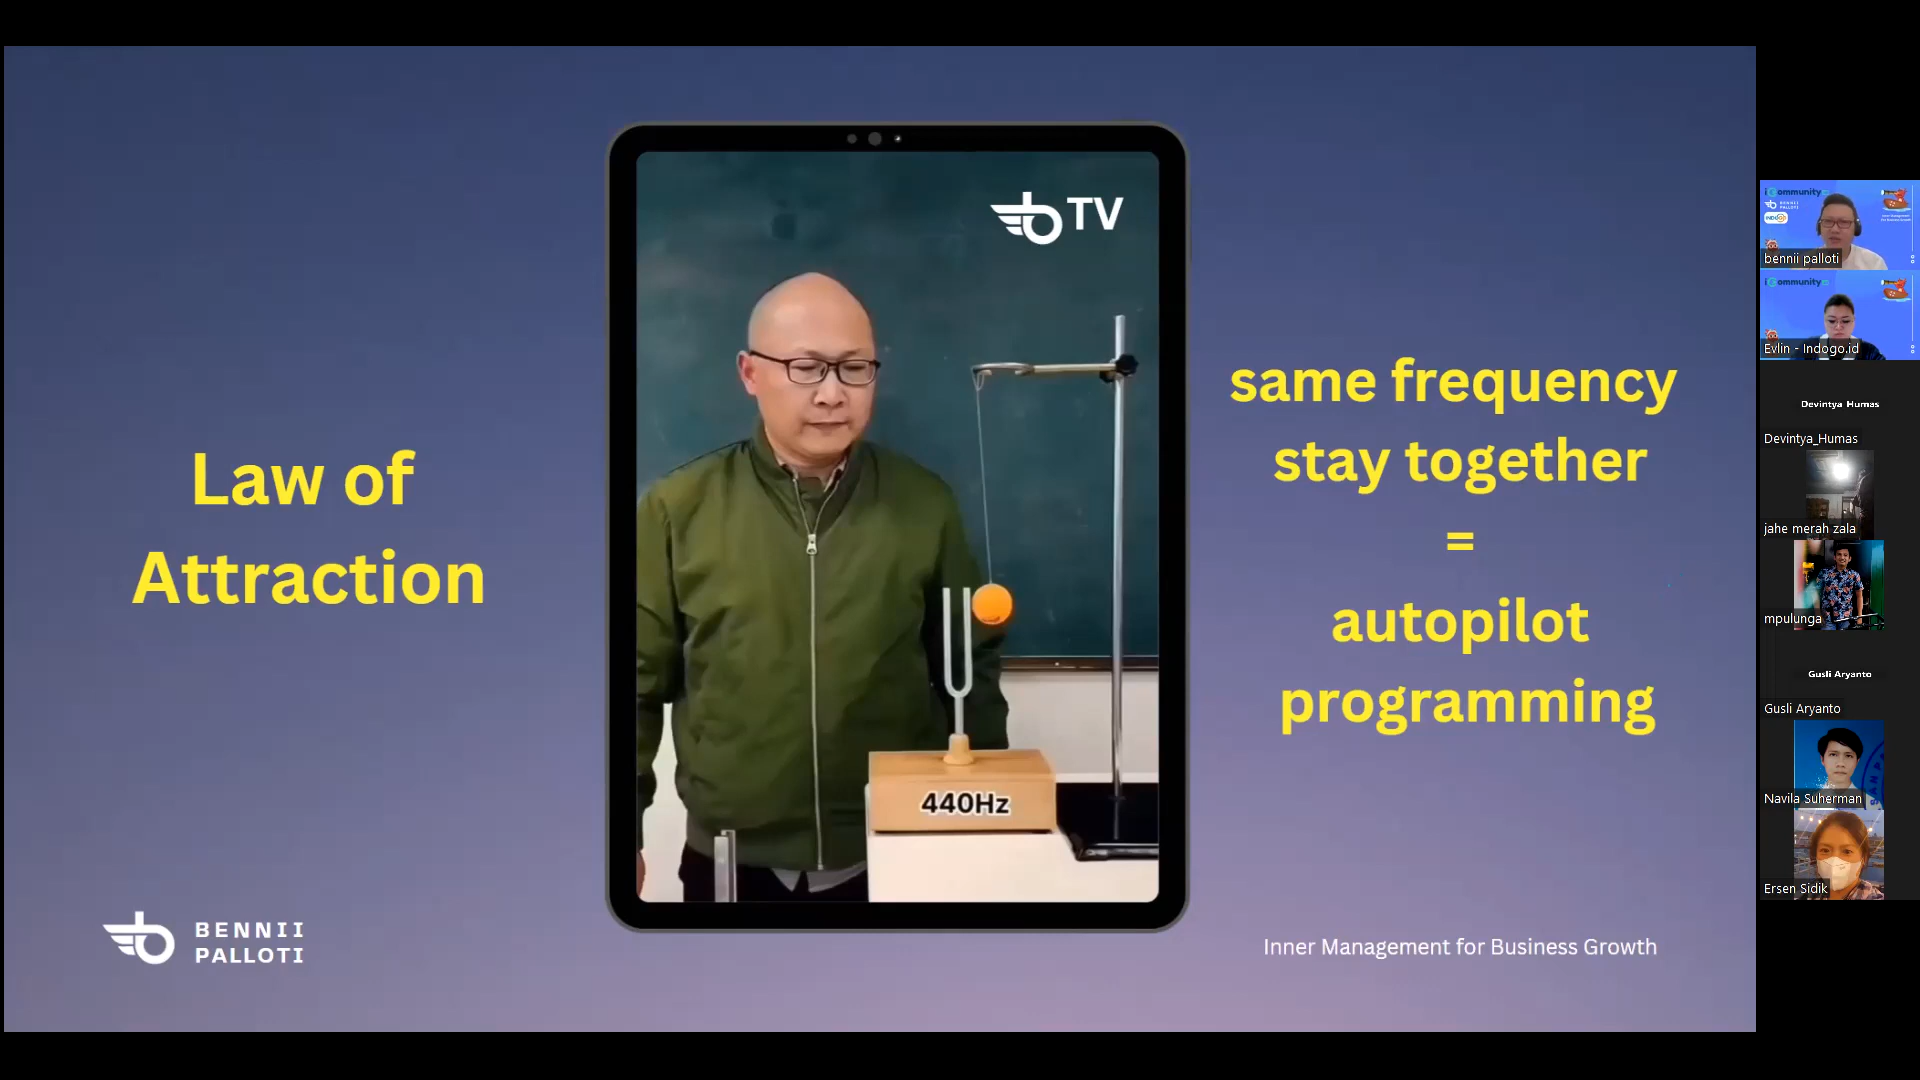 Law of
Attraction
TV
440Hz
same frequency
stay together
=
autopilot
programming
BENNII
PALLOTI
Inner Management for Business Growth
bennii palloti
Evlin - Indogo.id
Devintya Humas
Devintya_Humas
jahe merah zala
mpulunga
Gusli Aryanto
Gusli Aryanto
Navila Suherman
Ersen Sidik